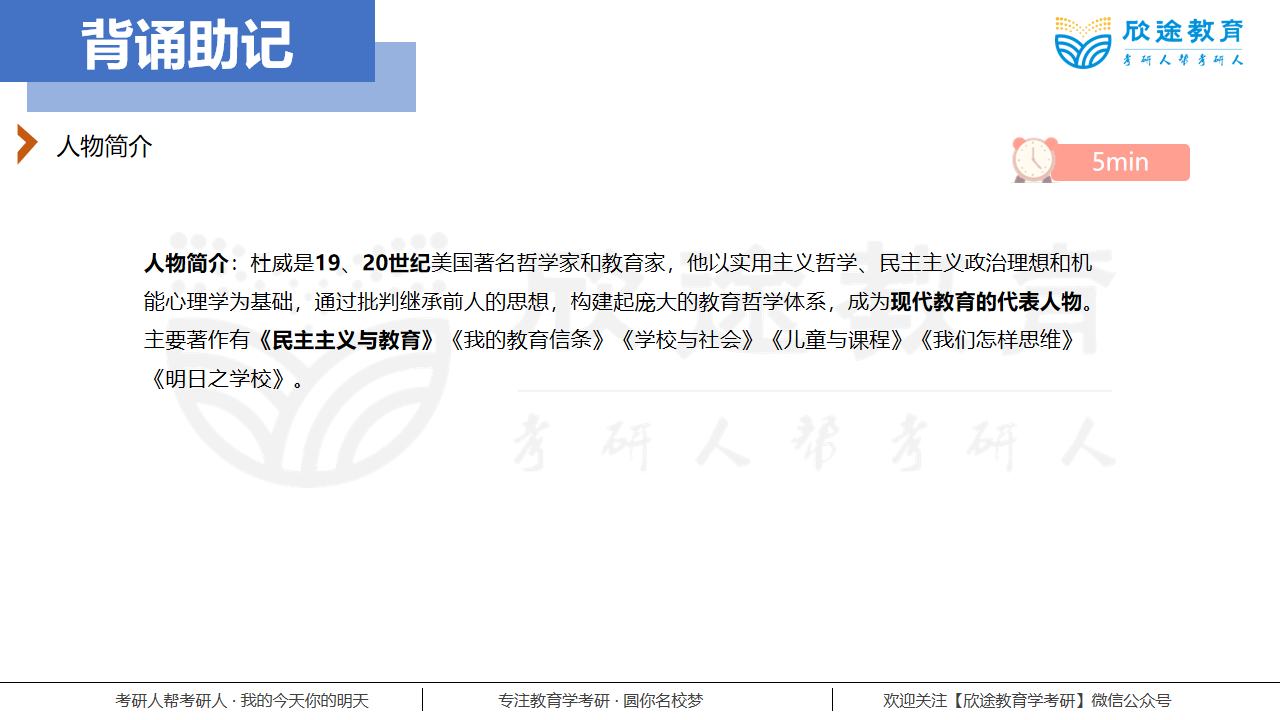 背诵助记
欣途教育
考研人帮考研人
人物简介
5min
人物简介：杜威是19、20世纪美国著名哲学家和教育家，他以实用主义哲学、民主主义政治理想和机
能心理学为基础，通过批判继承前人的思想，构建起庞大的教育哲学体系，成为现代教育的代表人物。
主要著作有《民主主义与教育》《我的教育信条》《学校与社会》《儿童与课程》《我们怎样思维》
《明日之学校》。
欣途教育
考研人帮考研人
考研人帮考研人 · 我的今天你的明天
专注教育学考研 · 圆你名校梦
欢迎关注【欣途教育学考研】微信公众号